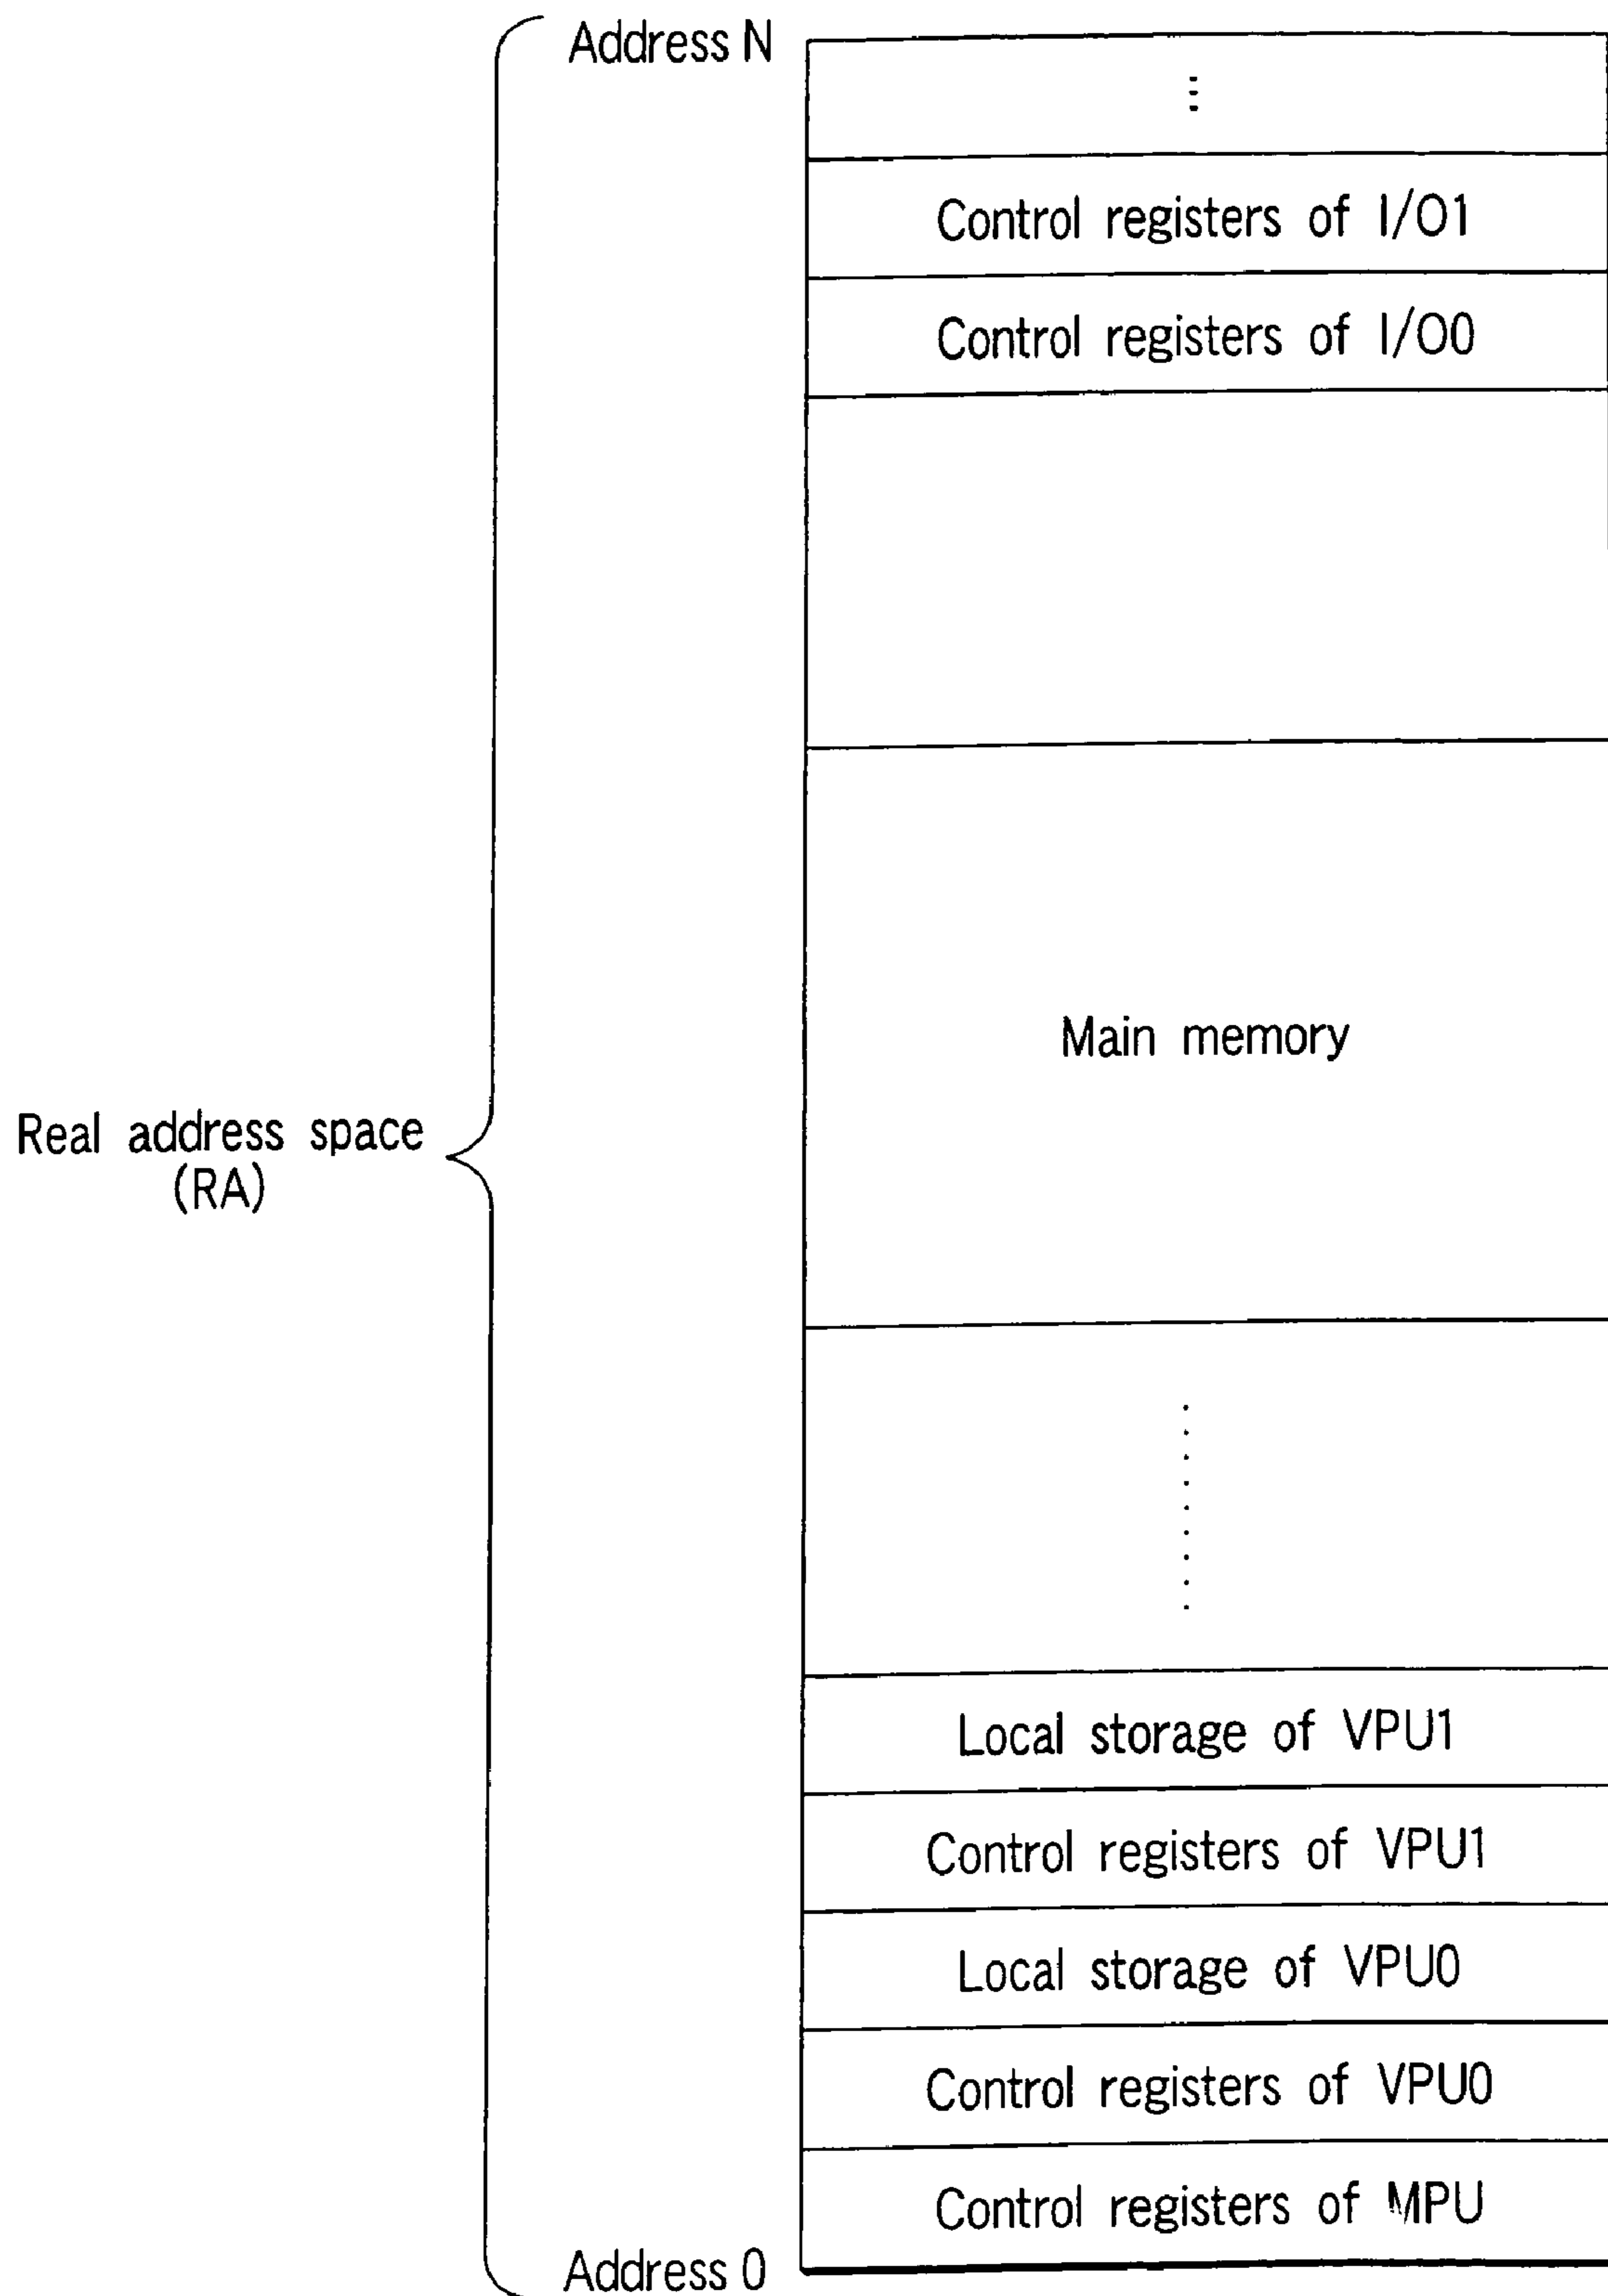 Address N
Control registers of I/O1
Control registers of I/O0
Main memory
Real address space
(RA)
Local storage of VPU1
Control registers of VPU1
Local storage of VPU0
Control registers of VPU0
Control registers of MPU
Address 0